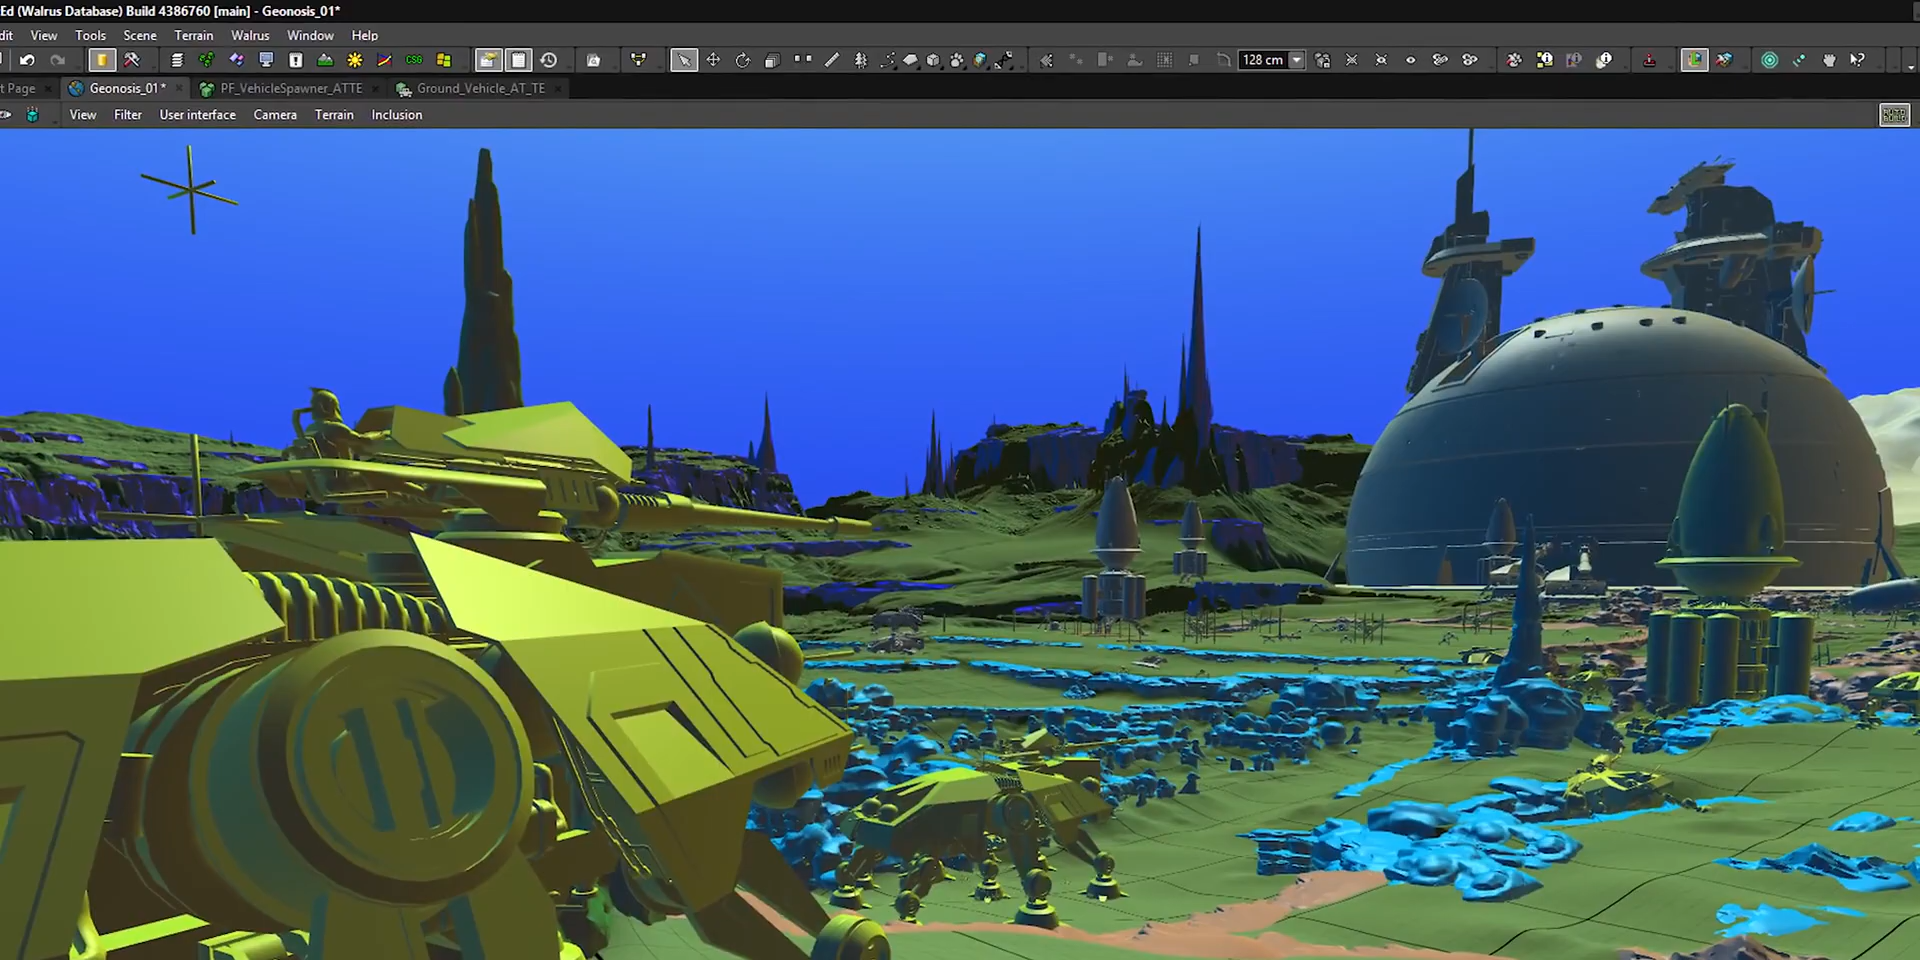 Ed (Walrus Database) Build 4386760 [main] - Geonosis_01*
dit View Tools Scene Terrain Walrus Window Help
CSG 128 cm
t Page Geonosis_01* PF_VehicleSpawner_ATTE Ground_Vehicle_AT_TE
View Filter User interface Camera Terrain Inclusion